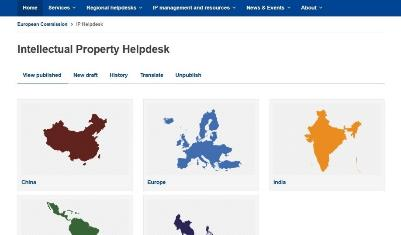 Home Services Regional helpdesks IP management and resources News & Events About
European Commission > IP Helpdesk
Intellectual Property Helpdesk
View published New draft History Translate Unpublish
China Europe India